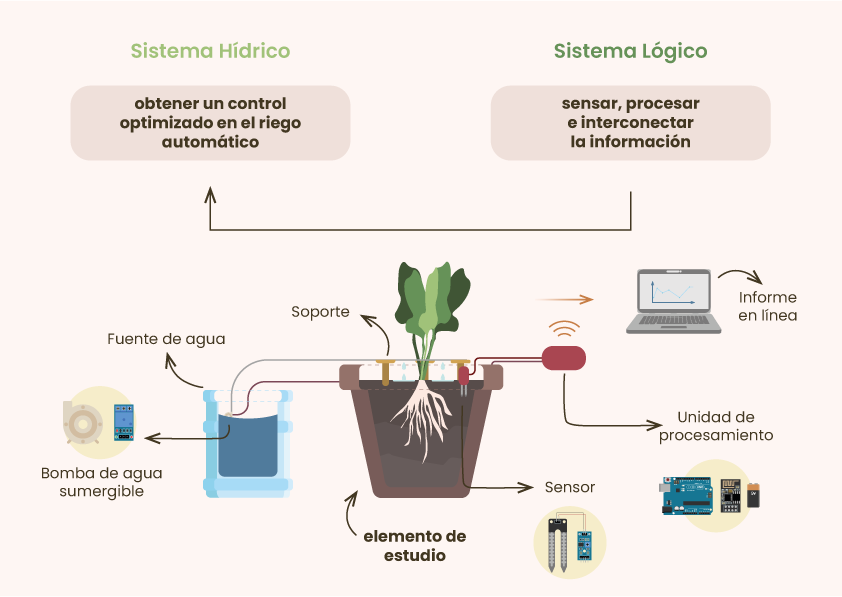 Sistema Hídrico
Sistema Lógico
obtener un control
optimizado en el riego
automático
sensar, procesar
e interconectar
la información
Soporte
Informe
en línea
Fuente de agua
Unidad de
procesamiento
Bomba de agua
sumergible
Sensor
elemento de
estudio